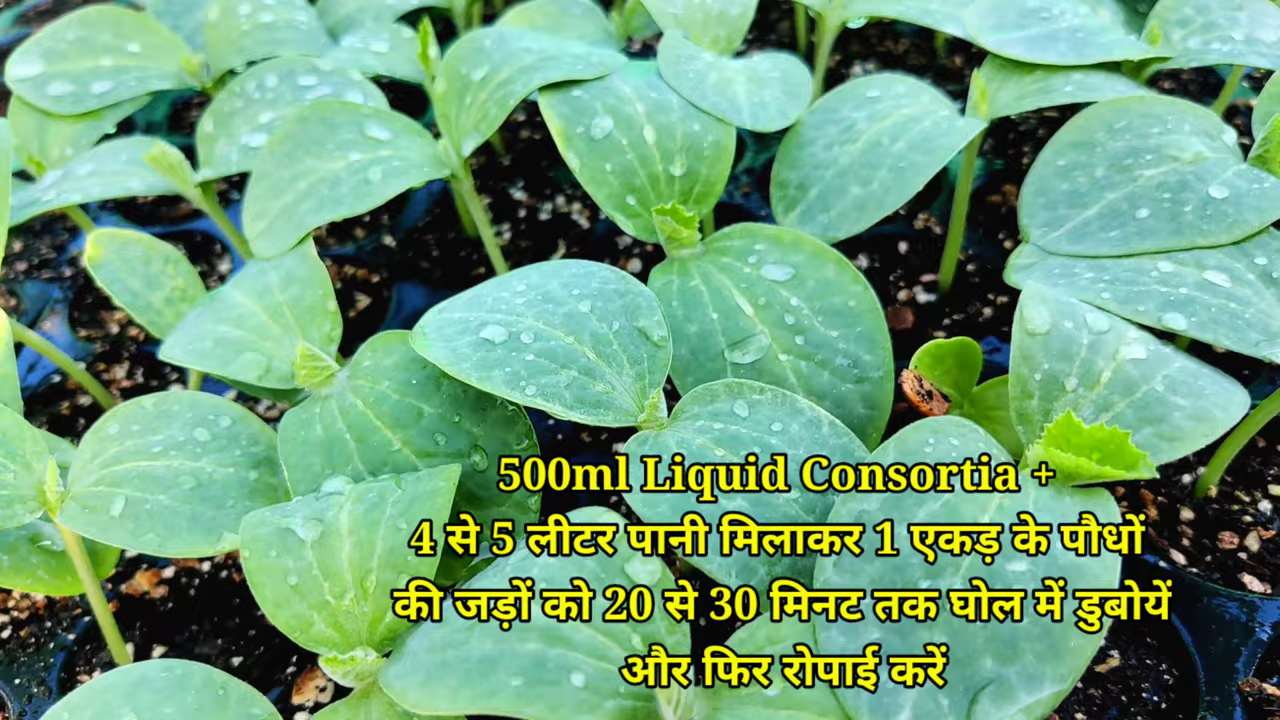 500ml Liquid Consortia +
4 से 5 लीटर पानी मिलाकर 1 एकड़ के पौधों
की जड़ों को 20 से 30 मिनट तक घोल में डुबोयें
और फिर रोपाई करें